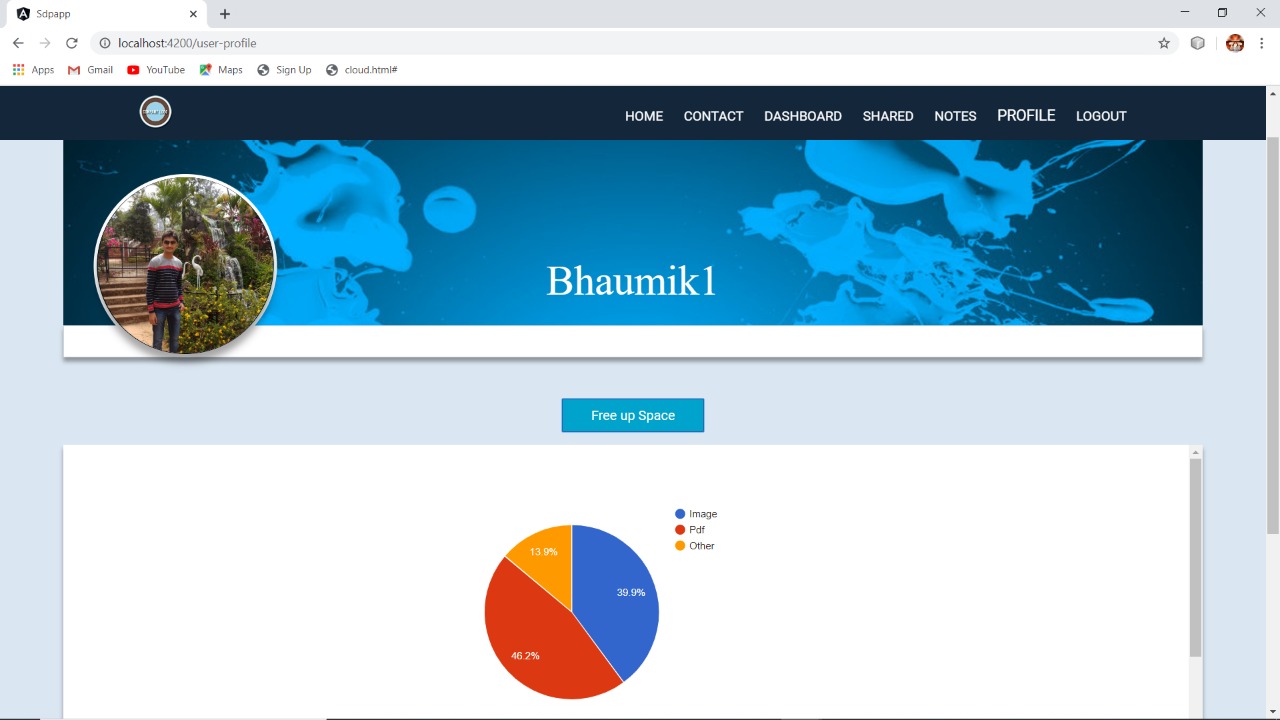 Sdpapp
localhost:4200/user-profile
Apps Gmail YouTube Maps Sign Up cloud.html#
HOME CONTACT DASHBOARD SHARED NOTES PROFILE LOGOUT
Bhaumik1
Free up Space
Image
Pdf
Other
13.9%
39.9%
46.2%